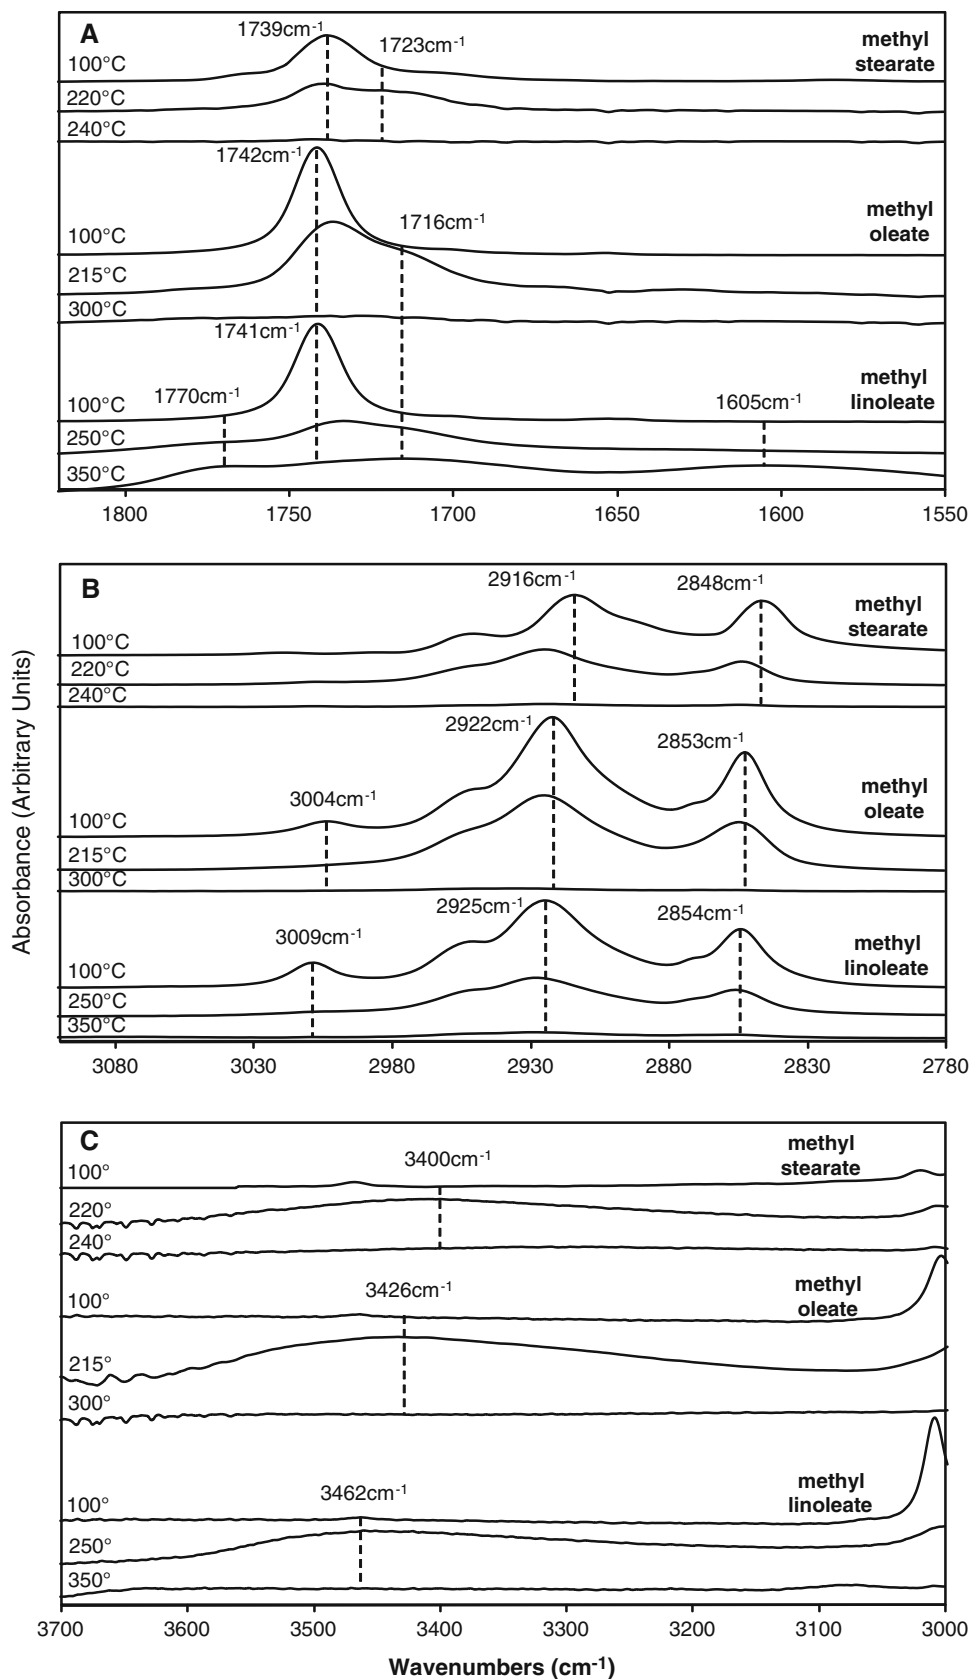 A
1739cm-1
1723cm-1
methyl
stearate
100°C
220°C
240°C
1742cm-1
1716cm-1
methyl
oleate
100°C
215°C
300°C
1741cm-1
1770cm-1
1605cm-1
methyl
linoleate
100°C
250°C
350°C
1800 1750 1700 1650 1600 1550
Absorbance (Arbitrary Units)
B
2916cm-1
2848cm-1
methyl
stearate
100°C
220°C
240°C
2922cm-1
2853cm-1
3004cm-1
methyl
oleate
100°C
215°C
300°C
2925cm-1
2854cm-1
3009cm-1
methyl
linoleate
100°C
250°C
350°C
3080 3030 2980 2930 2880 2830 2780
C
3400cm-1
methyl
stearate
100°
220°
240°
3426cm-1
methyl
oleate
100°
215°
300°
3462cm-1
methyl
linoleate
100°
250°
350°
3700 3600 3500 3400 3300 3200 3100 3000
Wavenumbers (cm-1)